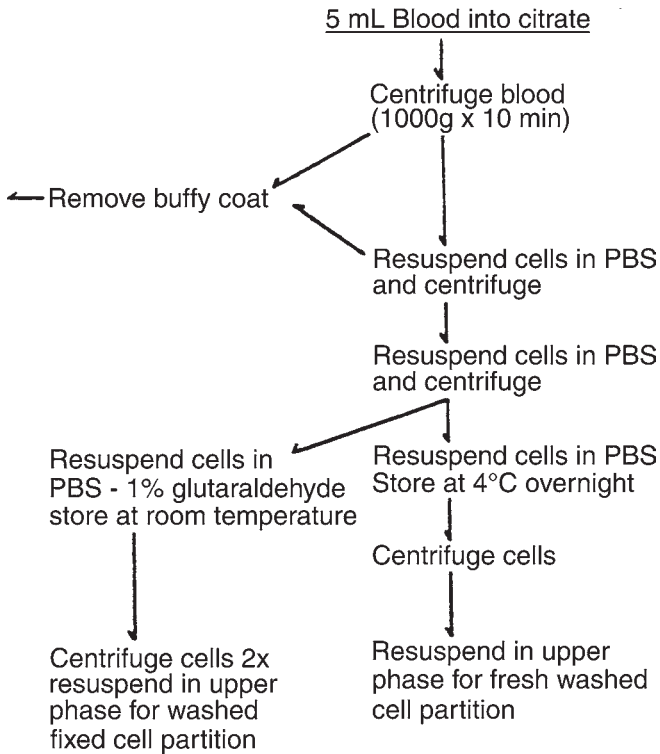 5 mL Blood into citrate
Centrifuge blood
(1000g x 10 min)
Remove buffy coat
Resuspend cells in PBS
and centrifuge
Resuspend cells in PBS
and centrifuge
Resuspend cells in
PBS - 1% glutaraldehyde
store at room temperature
Resuspend cells in PBS
Store at 4°C overnight
Centrifuge cells
Centrifuge cells 2x
resuspend in upper
phase for washed
fixed cell partition
Resuspend in upper
phase for fresh washed
cell partition